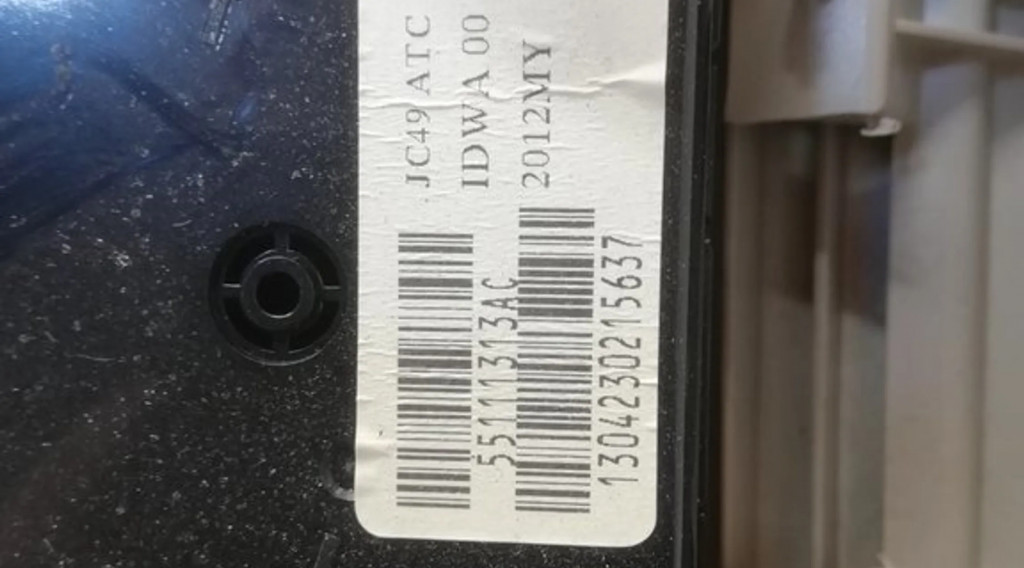 JC49 ATC
IDWA 00
2012MY
55111313AC
1304230215637